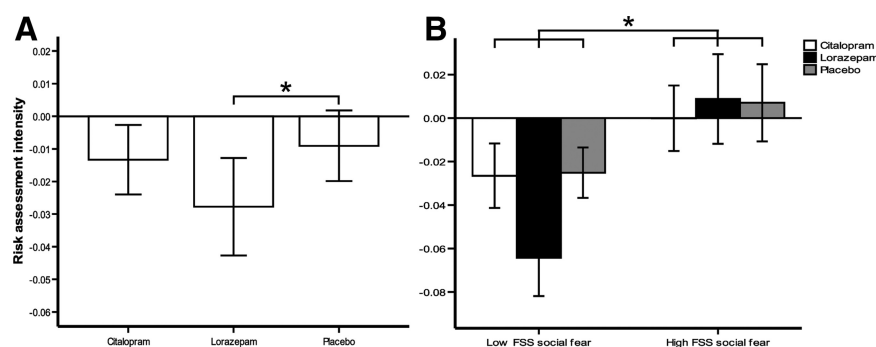 A
B
*
*
Citalopram
Lorazepam
Placebo
Risk assessment intensity
0.02
0.01
0.00
-0.01
-0.02
-0.03
-0.04
-0.05
-0.06
Citalopram
Lorazepam
Placebo
0.02
0.00
-0.02
-0.04
-0.06
-0.08
Low FSS social fear
High FSS social fear